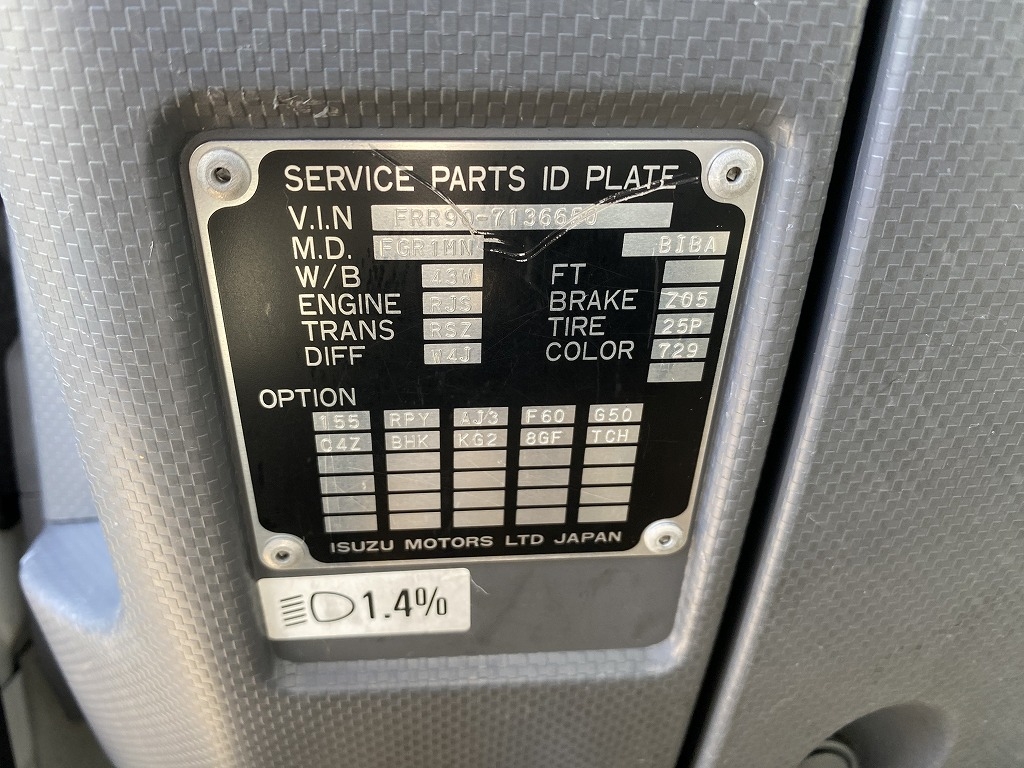 SERVICE PARTS ID PLATE
V.I.N FRR90-7136650
M.D. FGR1MN BIBA
W/B 43W FT
ENGINE RJS BRAKE Z05
TRANS RSZ TIRE 25P
DIFF W4J COLOR 729
OPTION
155 RPY AJ3 F60 G50
Q4Z BHK KG2 8GF TCH
ISUZU MOTORS LTD JAPAN
1.4%